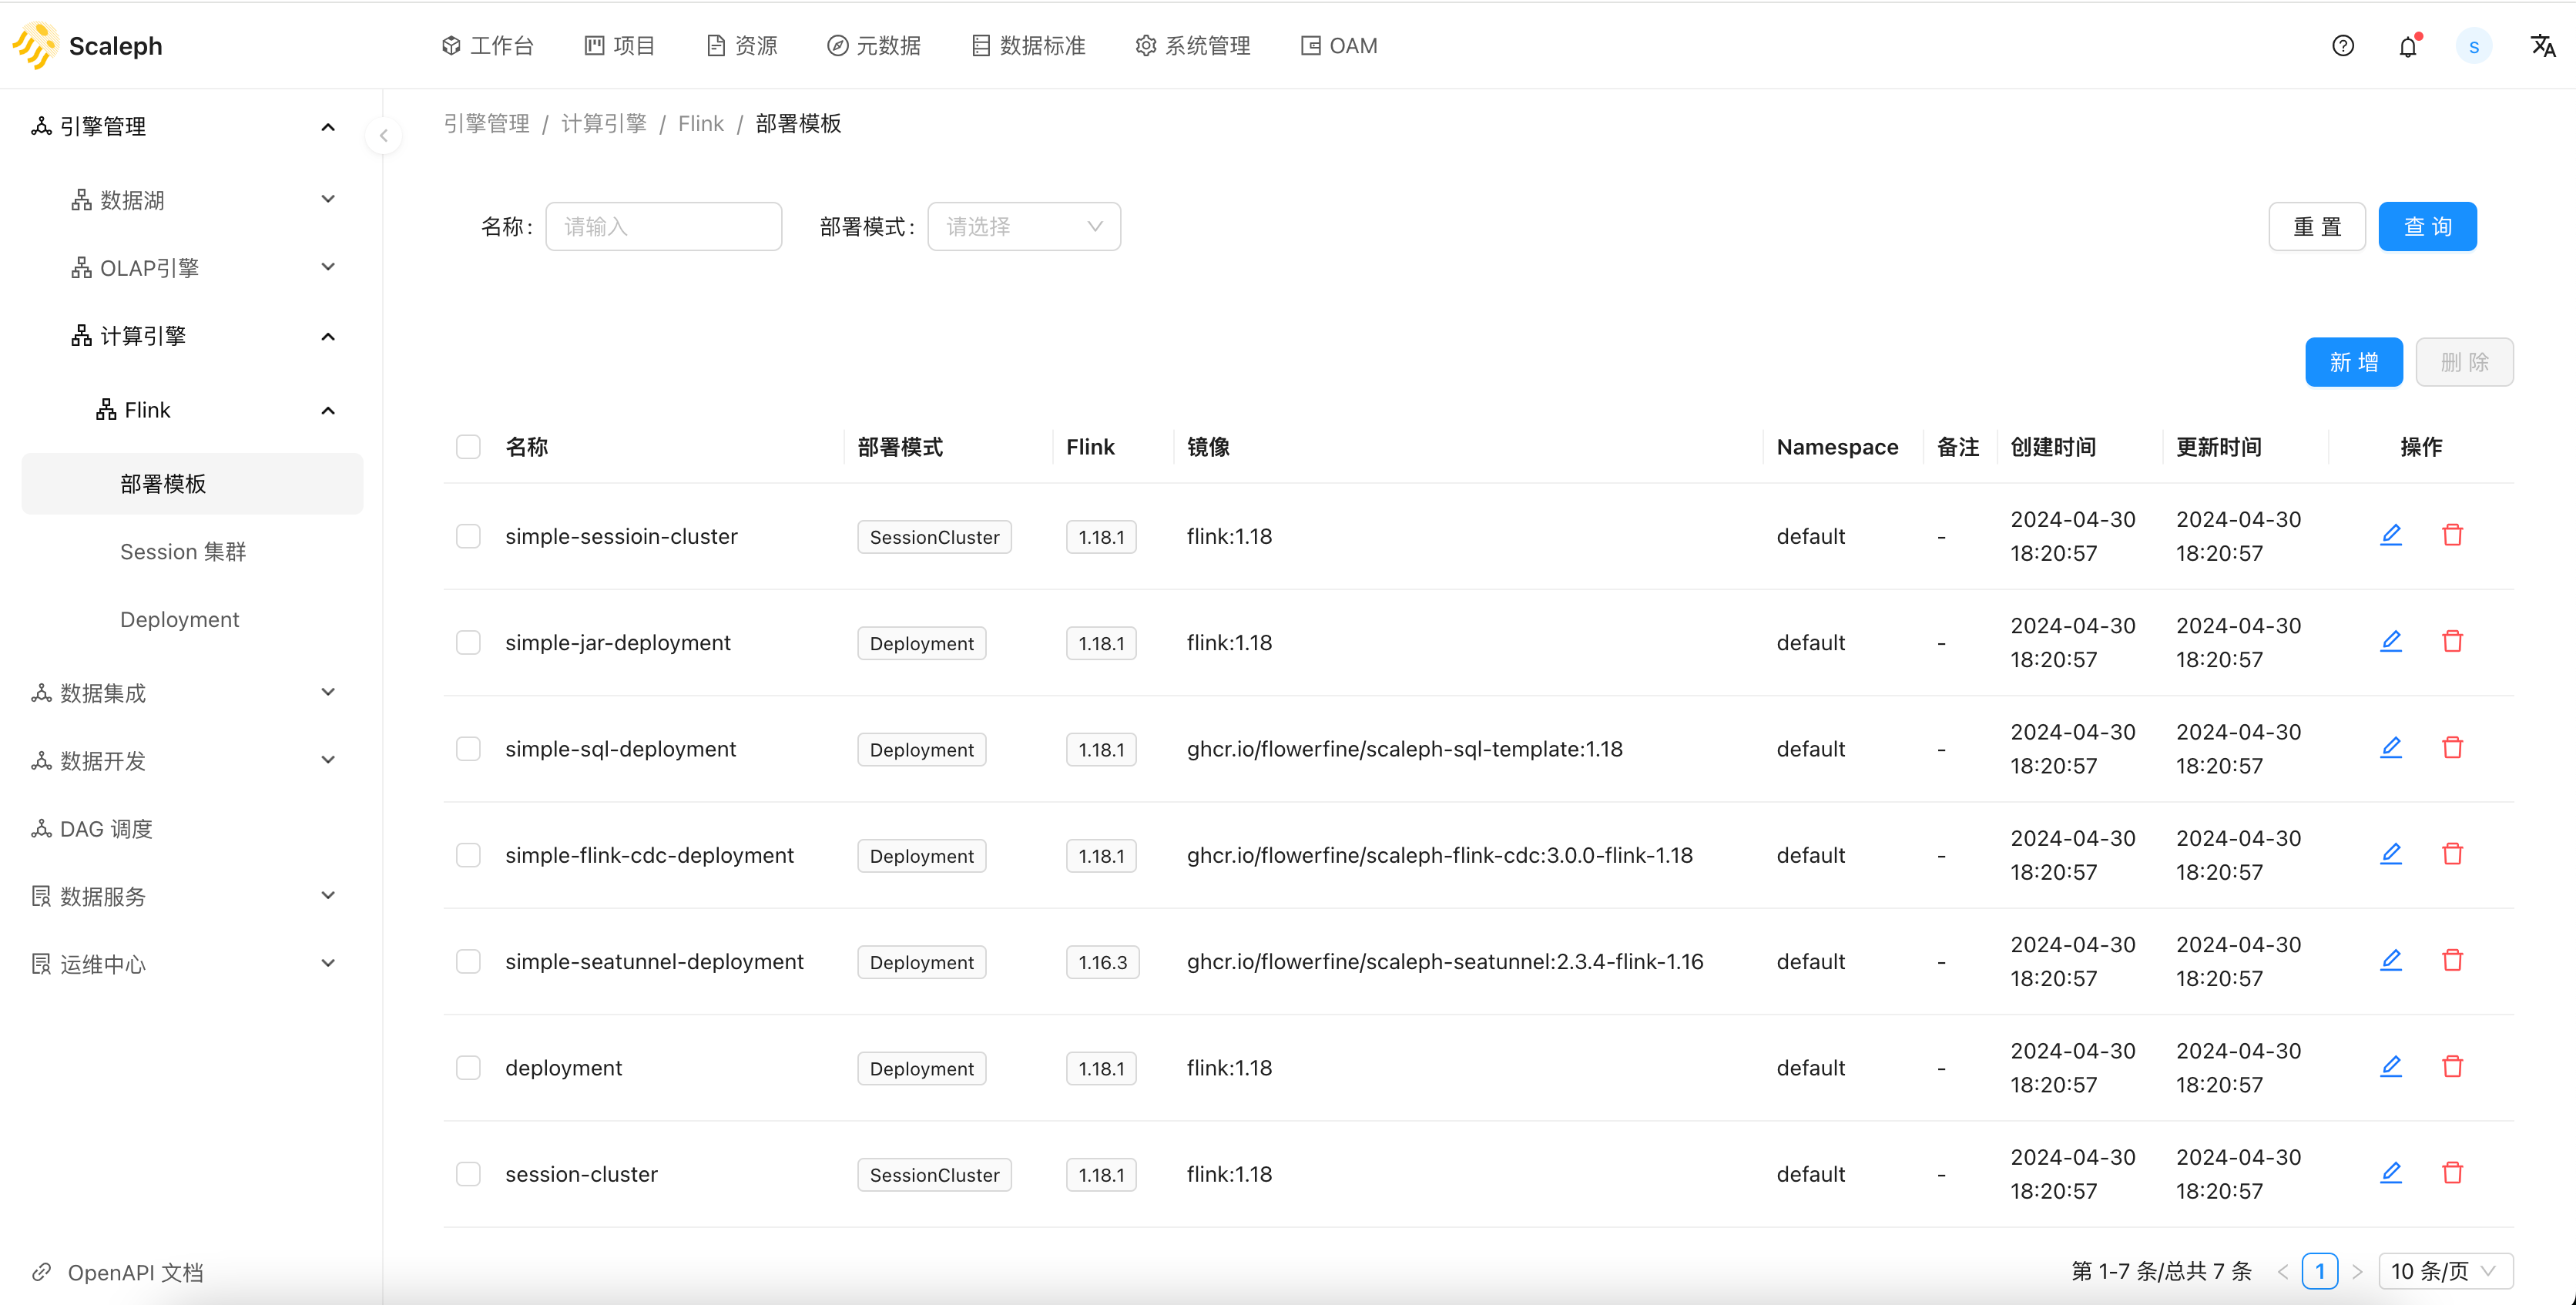 Scaleph
工作台
项目
资源
元数据
数据标准
系统管理
OAM
S
引擎管理
数据湖
OLAP引擎
计算引擎
Flink
部署模板
Session 集群
Deployment
数据集成
数据开发
DAG 调度
数据服务
运维中心
OpenAPI 文档
引擎管理 / 计算引擎 / Flink / 部署模板
名称: 请输入 部署模式: 请选择 重 置 查 询
新 增 删 除
名称 部署模式 Flink 镜像 Namespace 备注 创建时间 更新时间 操作
simple-sessioin-cluster SessionCluster 1.18.1 flink:1.18 default - 2024-04-30 18:20:57 2024-04-30 18:20:57
simple-jar-deployment Deployment 1.18.1 flink:1.18 default - 2024-04-30 18:20:57 2024-04-30 18:20:57
simple-sql-deployment Deployment 1.18.1 ghcr.io/flowerfine/scaleph-sql-template:1.18 default - 2024-04-30 18:20:57 2024-04-30 18:20:57
simple-flink-cdc-deployment Deployment 1.18.1 ghcr.io/flowerfine/scaleph-flink-cdc:3.0.0-flink-1.18 default - 2024-04-30 18:20:57 2024-04-30 18:20:57
simple-seatunnel-deployment Deployment 1.16.3 ghcr.io/flowerfine/scaleph-seatunnel:2.3.4-flink-1.16 default - 2024-04-30 18:20:57 2024-04-30 18:20:57
deployment Deployment 1.18.1 flink:1.18 default - 2024-04-30 18:20:57 2024-04-30 18:20:57
session-cluster SessionCluster 1.18.1 flink:1.18 default - 2024-04-30 18:20:57 2024-04-30 18:20:57
第 1-7 条/总共 7 条 < 1 > 10 条/页